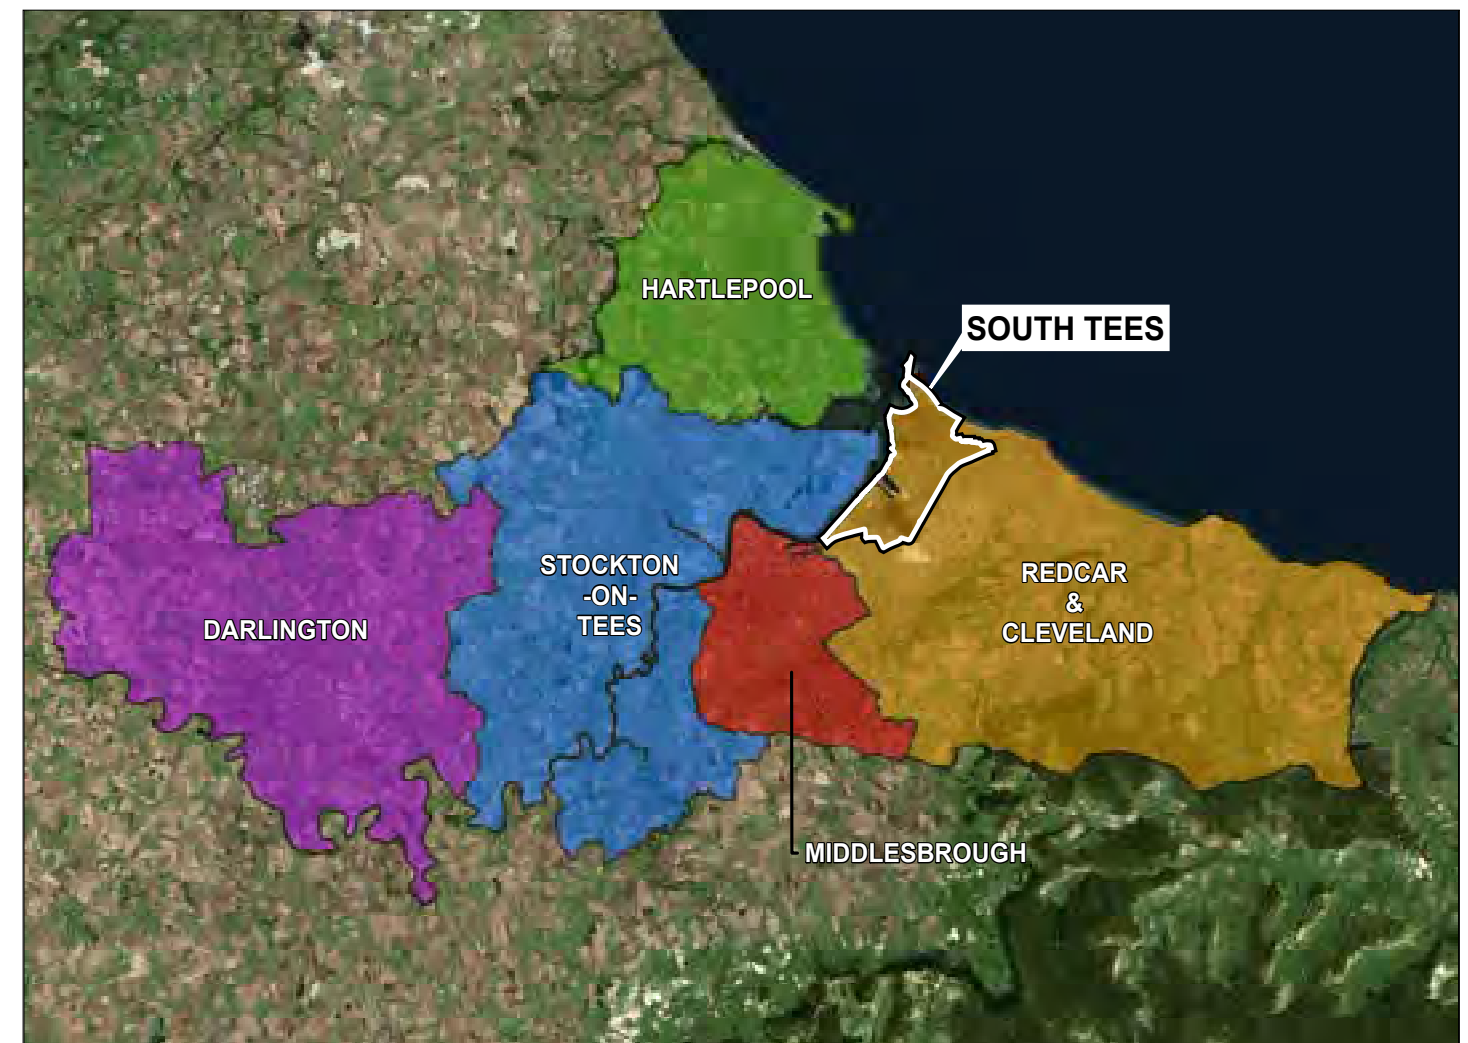 HARTLEPOOL
SOUTH TEES
STOCKTON
-ON-
TEES
REDCAR
&
CLEVELAND
DARLINGTON
MIDDLESBROUGH